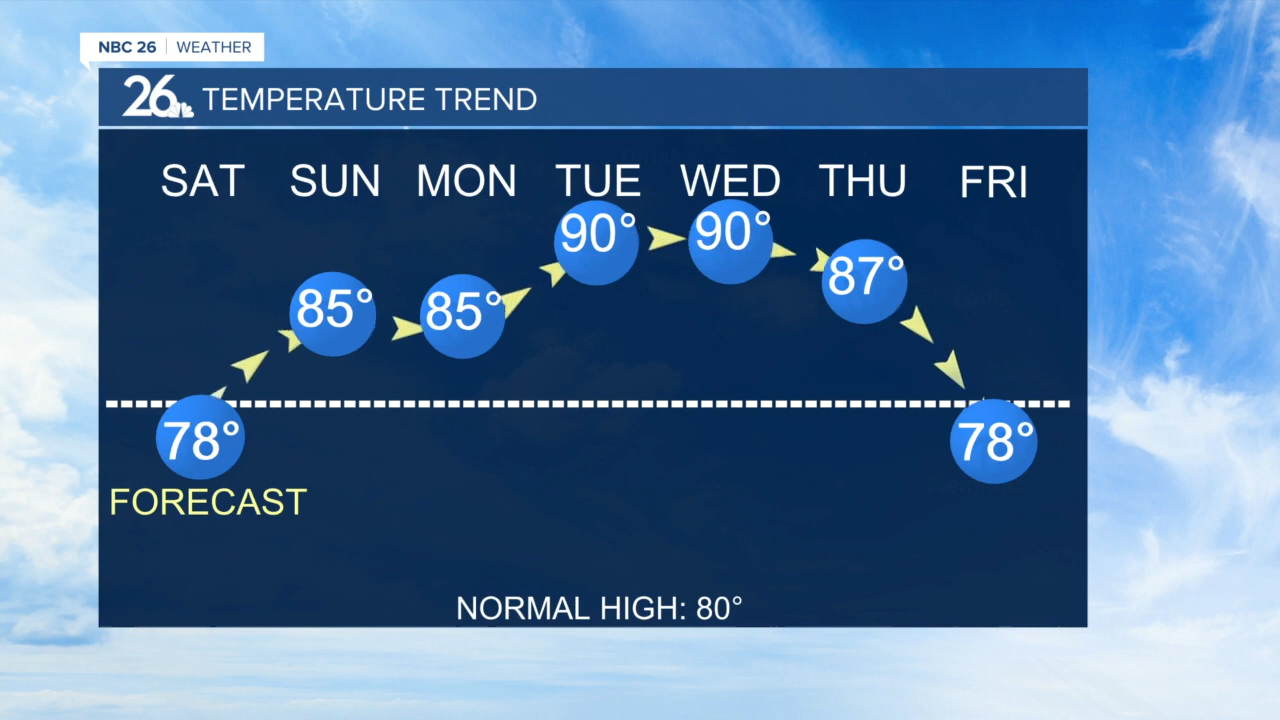 NBC 26 | WEATHER
26 TEMPERATURE TREND
SAT SUN MON TUE WED THU FRI
78° 85° 85° 90° 90° 87° 78°
FORECAST
NORMAL HIGH: 80°